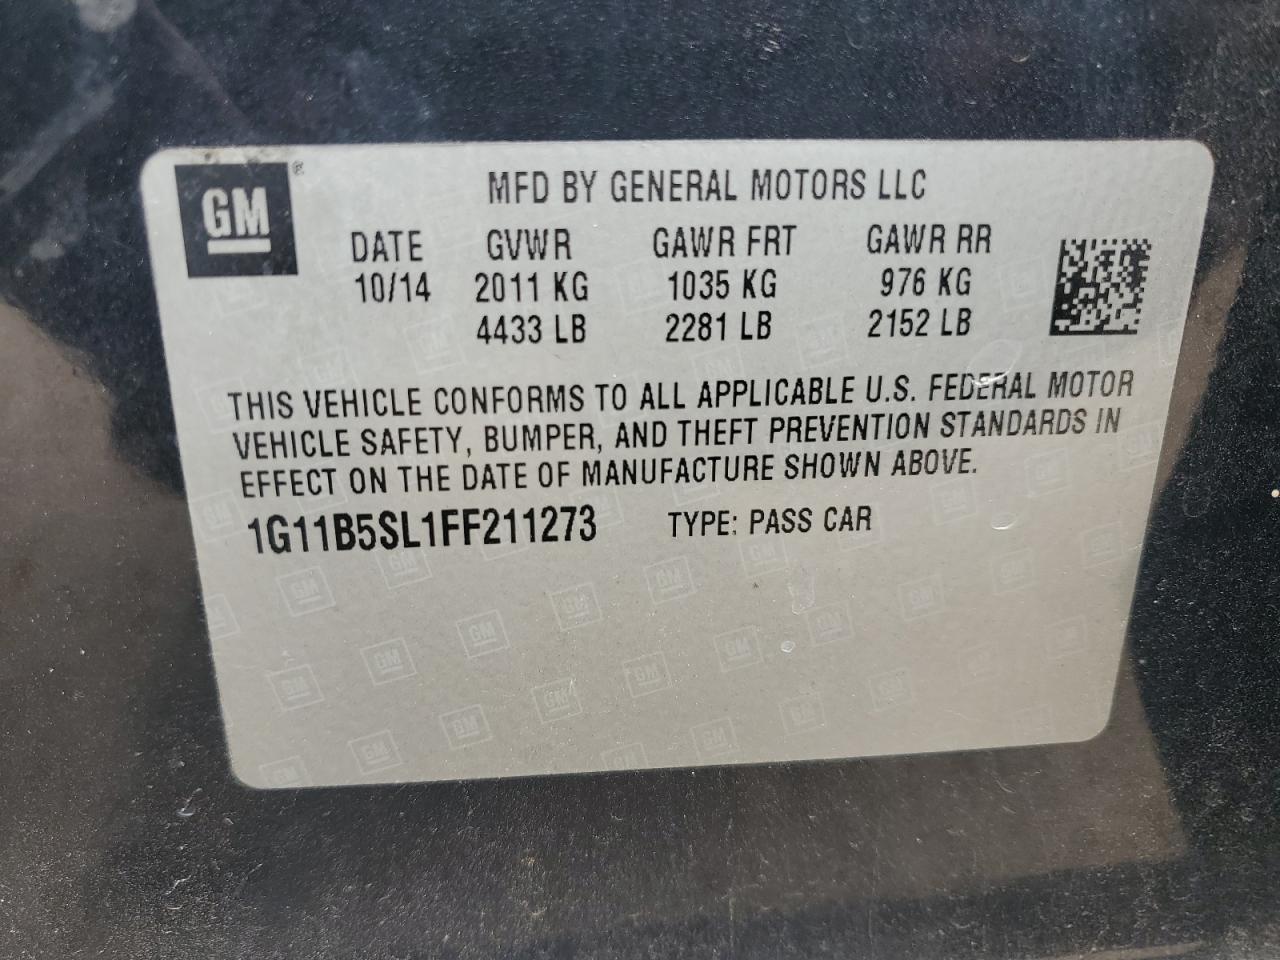 GM®
MFD BY GENERAL MOTORS LLC
DATE GVWR GAWR FRT GAWR RR
10/14 2011 KG 1035 KG 976 KG
4433 LB 2281 LB 2152 LB
THIS VEHICLE CONFORMS TO ALL APPLICABLE U.S. FEDERAL MOTOR
VEHICLE SAFETY, BUMPER, AND THEFT PREVENTION STANDARDS IN
EFFECT ON THE DATE OF MANUFACTURE SHOWN ABOVE.
1G11B5SL1FF211273 TYPE: PASS CAR